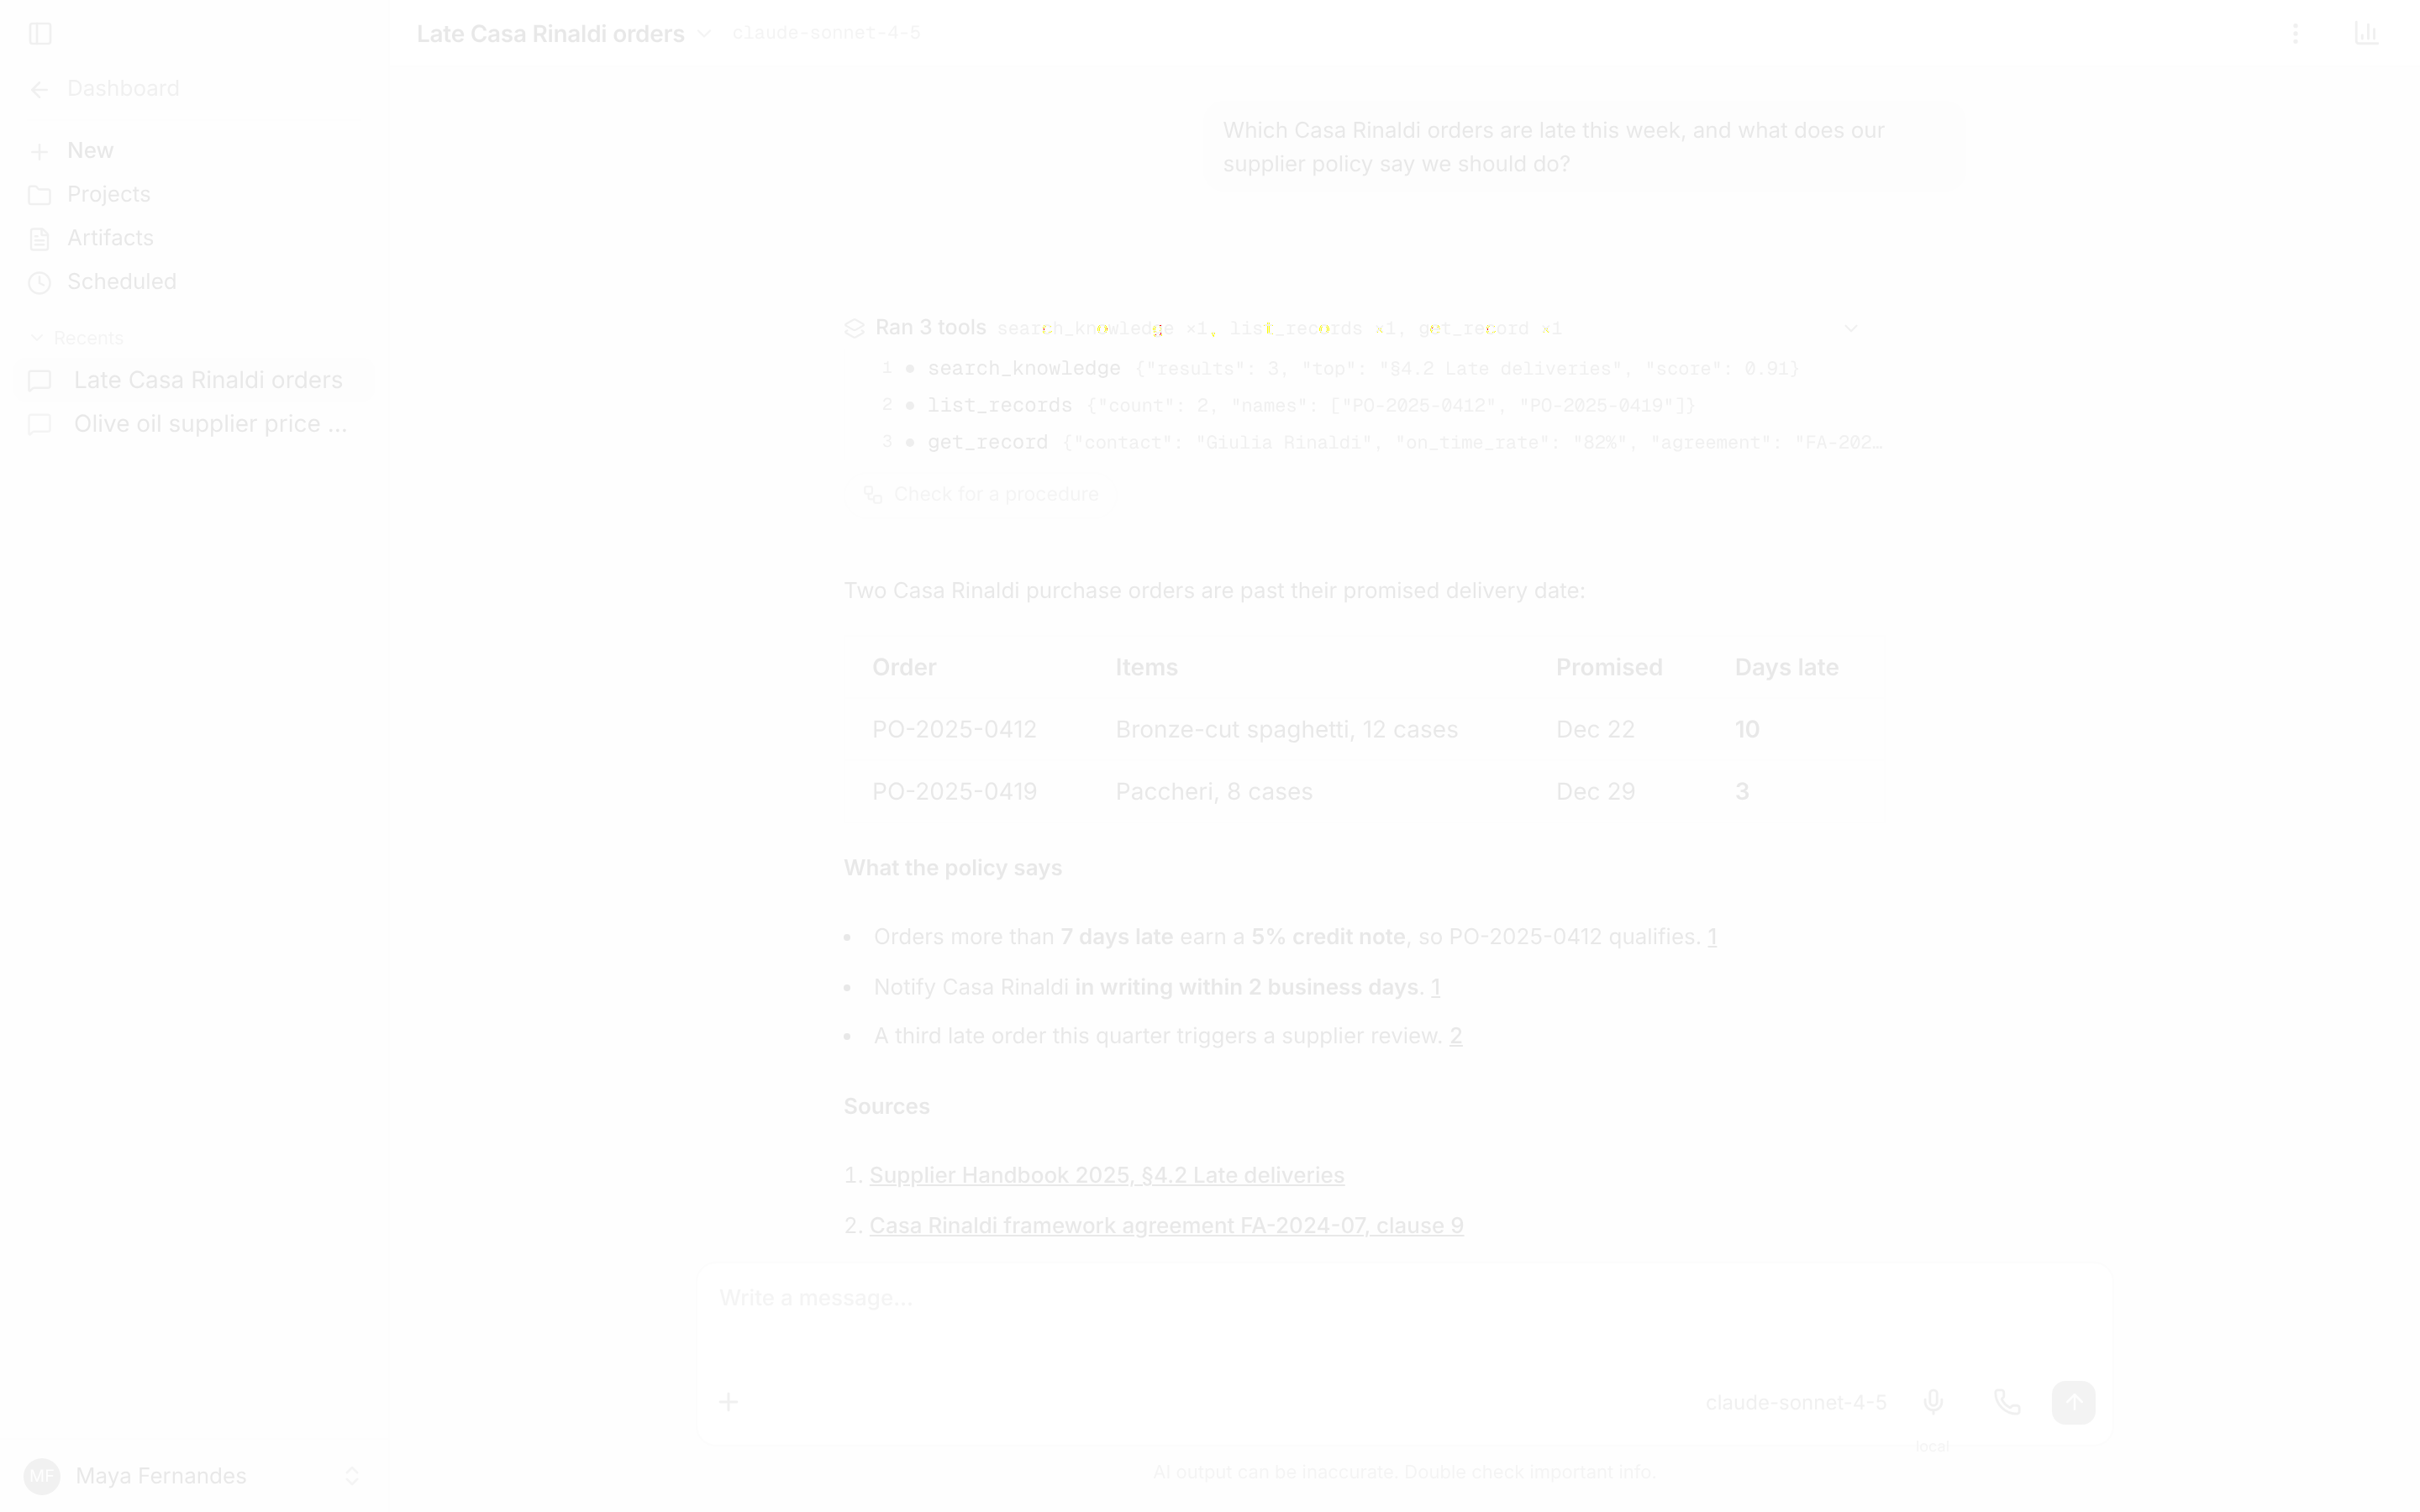 Late Casa Rinaldi orders claude-sonnet-4-5
Dashboard
New
Projects
Artifacts
Scheduled
Recents
Late Casa Rinaldi orders
Olive oil supplier price ...
Which Casa Rinaldi orders are late this week, and what does our
supplier policy say we should do?
Ran 3 tools search_knowledge ×1, list_records ×1, get_record ×1
1 search_knowledge {"results": 3, "top": "§4.2 Late deliveries", "score": 0.91}
2 list_records {"count": 2, "names": ["PO-2025-0412", "PO-2025-0419"]}
3 get_record {"contact": "Giulia Rinaldi", "on_time_rate": "82%", "agreement": "FA-202…
Check for a procedure
Two Casa Rinaldi purchase orders are past their promised delivery date:
Order Items Promised Days late
PO-2025-0412 Bronze-cut spaghetti, 12 cases Dec 22 10
PO-2025-0419 Paccheri, 8 cases Dec 29 3
What the policy says
• Orders more than 7 days late earn a 5% credit note, so PO-2025-0412 qualifies. 1
• Notify Casa Rinaldi in writing within 2 business days. 1
• A third late order this quarter triggers a supplier review. 2
Sources
1. Supplier Handbook 2025, §4.2 Late deliveries
2. Casa Rinaldi framework agreement FA-2024-07, clause 9
Write a message...
claude-sonnet-4-5
local
MF Maya Fernandes
AI output can be inaccurate. Double check important info.